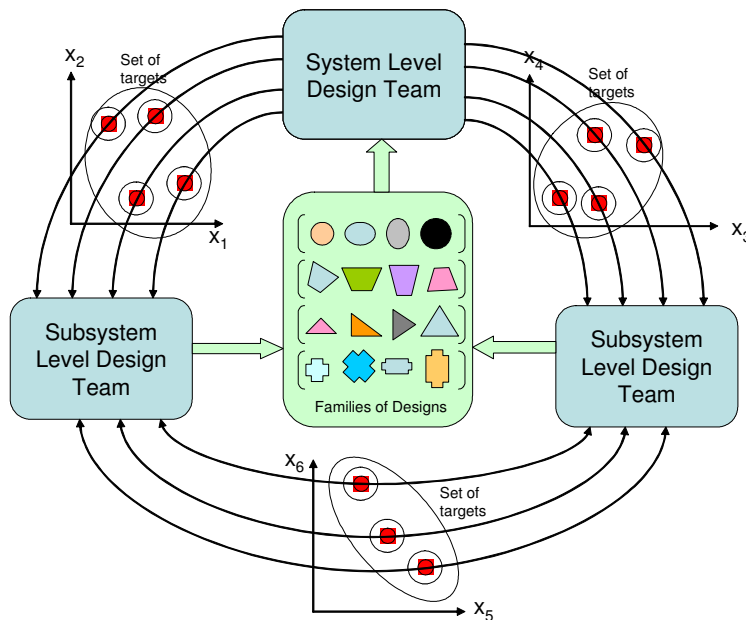 X2
Set of
targets
System Level
Design Team
X4
Set of
targets
X1
X3
Subsystem
Level Design
Team
Subsystem
Level Design
Team
Families of Designs
X6
Set of
targets
X5